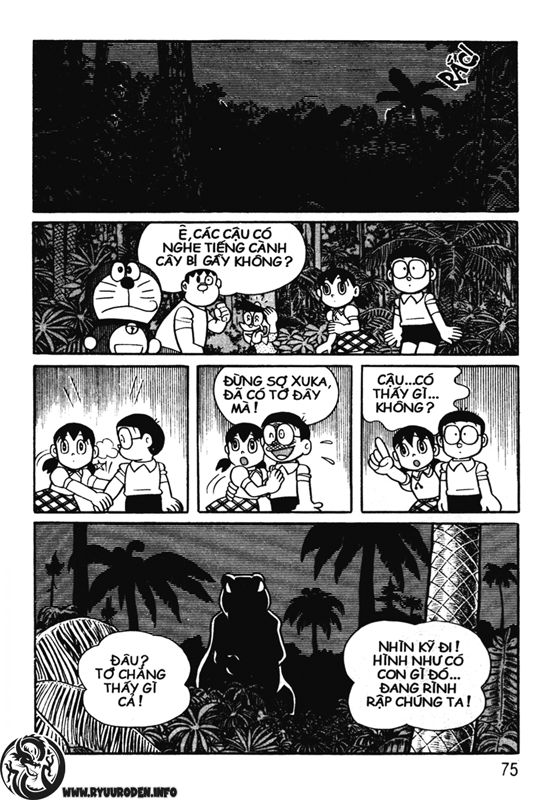 RẮC!
Ê, CÁC CẬU CÓ
NGHE TIẾNG CÀNH
CÂY BỊ GẪY KHÔNG?
ĐỪNG SỢ XUKA,
ĐÃ CÓ TỚ ĐÂY
MÀ!
CẬU...CÓ
THẤY GÌ...
KHÔNG?
ĐÂU?
TỚ CHẲNG
THẤY GÌ
CẢ!
NHÌN KỸ ĐI!
HÌNH NHƯ CÓ
CON GÌ ĐÓ...
ĐANG RÌNH
RẬP CHÚNG TA!
75
WWW.RYUURODEN.INFO